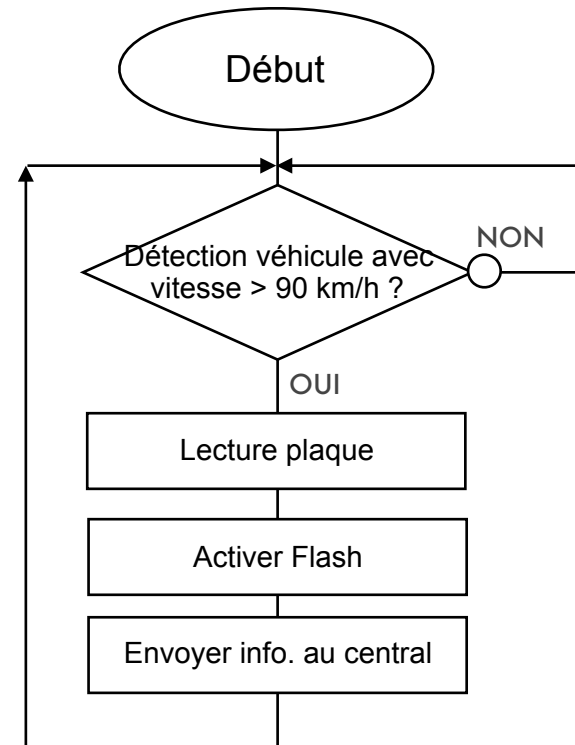 Début
Détection véhicule avec
vitesse > 90 km/h ?
NON
OUI
Lecture plaque
Activer Flash
Envoyer info. au central